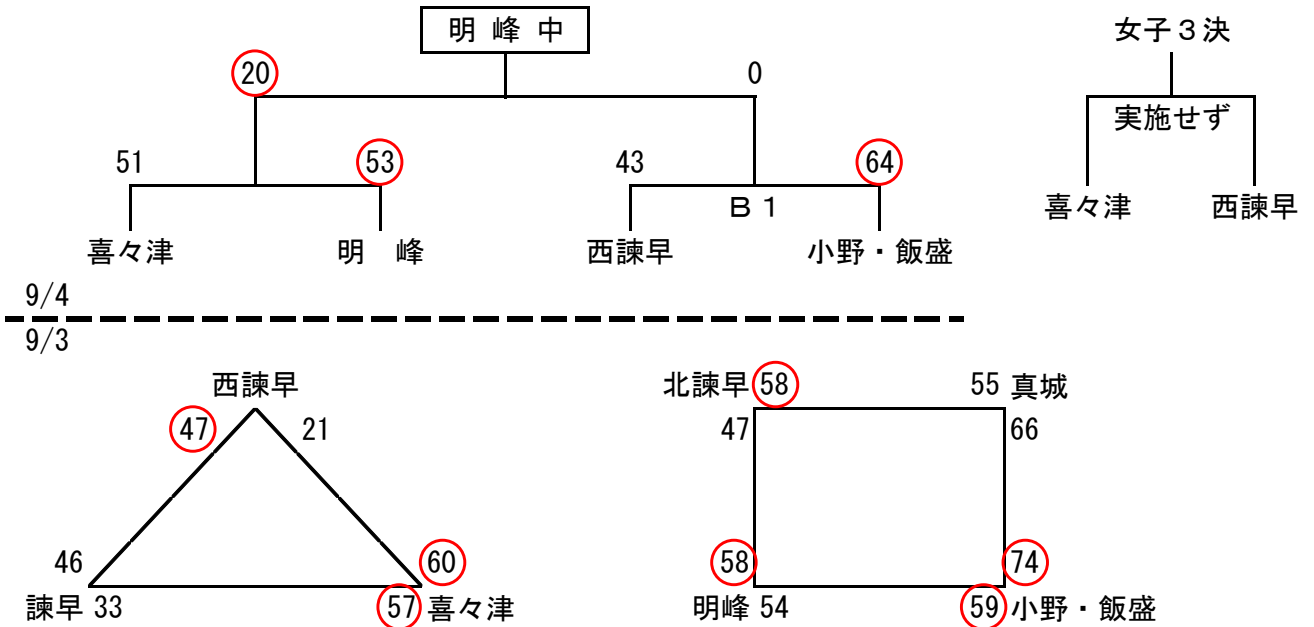 明 峰 中
女子３決
20 0
実施せず
51 53 43 64
Ｂ１
喜々津 西諫早
喜々津 明 峰 西諫早 小野・飯盛
9/4
9/3
西諫早 北諫早 58 55 真城
47 21 47 66
46 60 58 74
諫早 33 57 喜々津 明峰 54 59 小野・飯盛